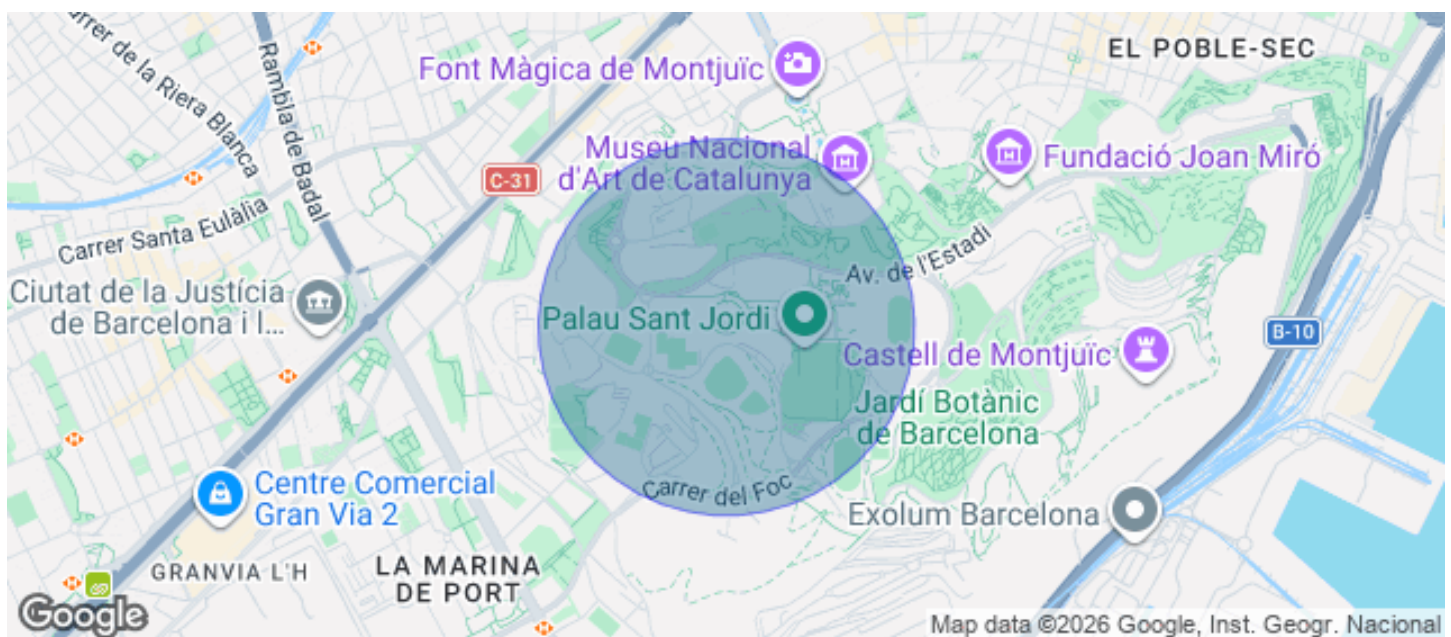 EL POBLE-SEC
Font Màgica de Montjuïc
Carrer de la Riera Blanca
Rambla de Badal
Museu Nacional
d'Art de Catalunya
Fundació Joan Miró
C-31
Carrer Santa Eulàlia
Av. de l'Estadi
Ciutat de la Justícia
de Barcelona i l...
Palau Sant Jordi
Castell de Montjuïc
B-10
Jardí Botànic
de Barcelona
Centre Comercial
Gran Via 2
Carrer del Foc
Exolum Barcelona
GRANVIA L'H
LA MARINA
DE PORT
Google
Map data ©2026 Google, Inst. Geogr. Nacional